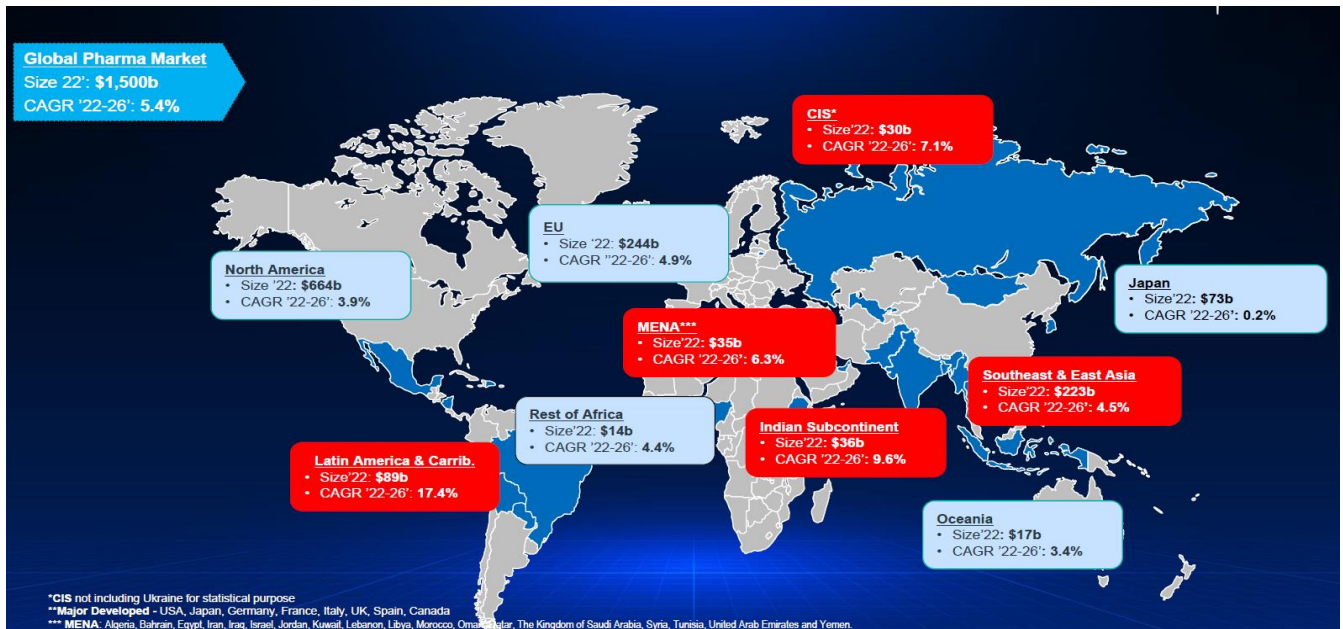 Global Pharma Market
Size 22': $1,500b
CAGR '22-26': 5.4%
CIS*
• Size'22: $30b
• CAGR '22-26': 7.1%
EU
• Size '22: $244b
• CAGR ''22-26': 4.9%
North America
• Size '22: $664b
• CAGR '22-26': 3.9%
Japan
• Size'22: $73b
• CAGR '22-26': 0.2%
MENA***
• Size'22: $35b
• CAGR '22-26': 6.3%
Southeast & East Asia
• Size'22: $223b
• CAGR '22-26': 4.5%
Rest of Africa
• Size'22: $14b
• CAGR '22-26': 4.4%
Indian Subcontinent
• Size'22: $36b
• CAGR '22-26': 9.6%
Latin America & Carrib.
• Size'22: $89b
• CAGR '22-26': 17.4%
Oceania
• Size'22: $17b
• CAGR '22-26': 3.4%
*CIS not including Ukraine for statistical purpose
**Major Developed - USA, Japan, Germany, France, Italy, UK, Spain, Canada
*** MENA: Algeria, Bahrain, Egypt, Iran, Iraq, Israel, Jordan, Kuwait, Lebanon, Libya, Morocco, Oman, Qatar, The Kingdom of Saudi Arabia, Syria, Tunisia, United Arab Emirates and Yemen.